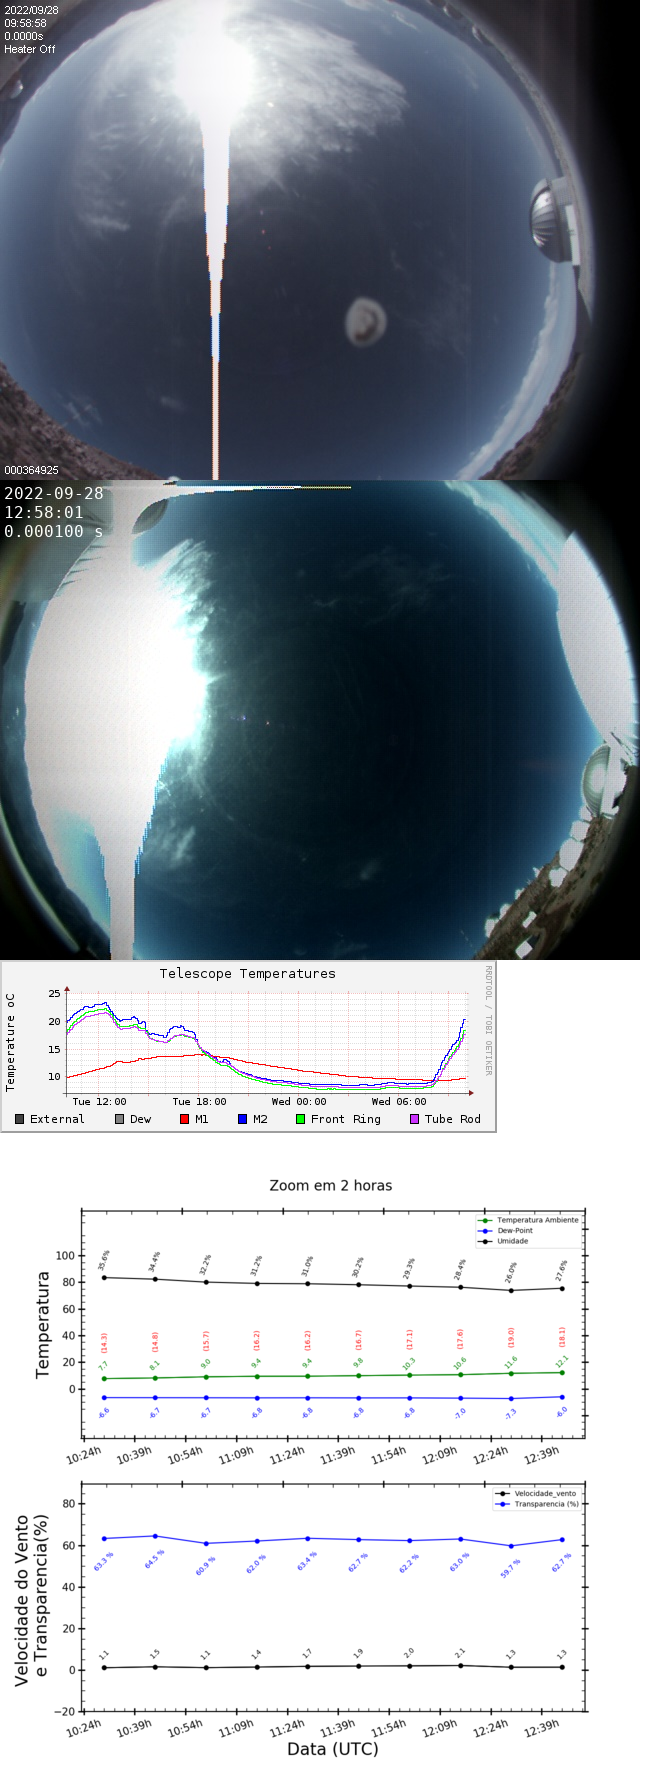 2022/09/28
09:58:58
0.0000s
Heater Off
000364925
2022-09-28
12:58:01
0.000100 s
Telescope Temperatures
RRDTOOL / TOBI OETIKER
Temperature oC
25
20
15
10
Tue 12:00 Tue 18:00 Wed 00:00 Wed 06:00
External Dew M1 M2 Front Ring Tube Rod
Zoom em 2 horas
Temperatura Ambiente
Dew-Point
Umidade
Temperatura
100
80
60
40
20
0
35.6% 34.4% 32.2% 31.2% 31.0% 30.2% 29.3% 28.4% 26.0% 27.6%
(14.3) (14.8) (15.7) (16.2) (16.2) (16.7) (17.1) (17.6) (19.0) (18.1)
7.7 8.1 9.0 9.4 9.4 9.8 10.3 10.6 11.6 12.1
-6.6 -6.7 -6.7 -6.8 -6.8 -6.8 -6.8 -7.0 -7.3 -6.0
10:24h 10:39h 10:54h 11:09h 11:24h 11:39h 11:54h 12:09h 12:24h 12:39h
Velocidade_vento
Transparencia (%)
Velocidade do Vento
e Transparencia(%)
80
60
40
20
0
−20
63.3 % 64.5 % 60.9 % 62.0 % 63.4 % 62.7 % 62.2 % 63.0 % 59.7 % 62.7 %
1.1 1.5 1.1 1.4 1.7 1.9 2.0 2.1 1.3 1.3
10:24h 10:39h 10:54h 11:09h 11:24h 11:39h 11:54h 12:09h 12:24h 12:39h
Data (UTC)